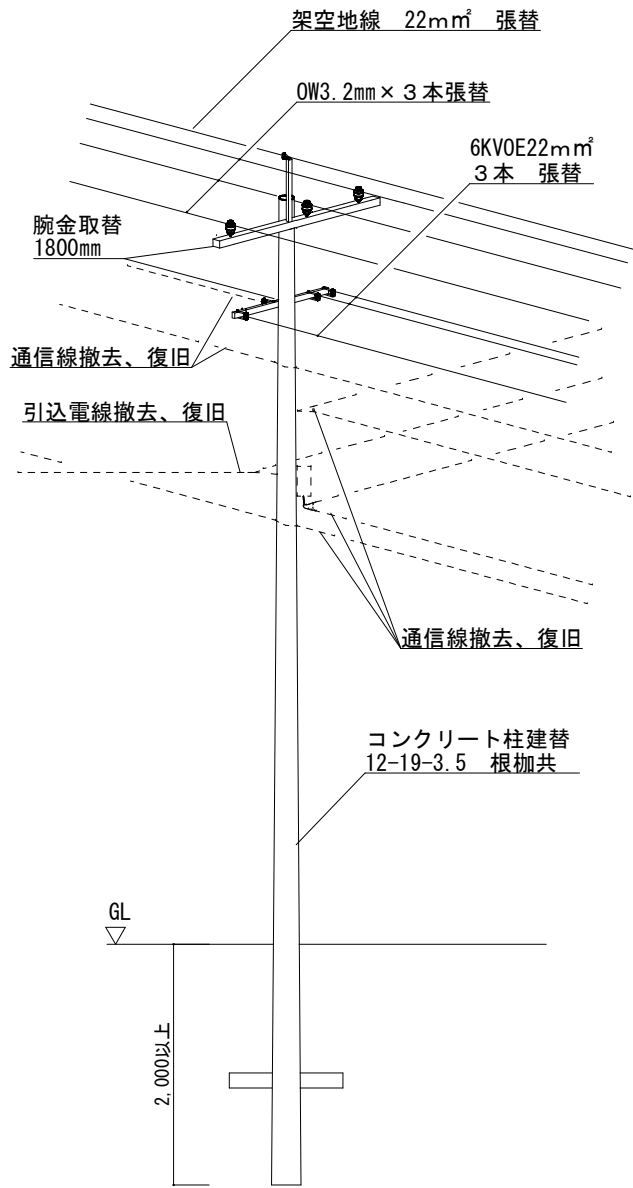 架空地線　22ｍ㎡　張替
OW3.2mm×３本張替
6KVOE22ｍ㎡
３本　張替
腕金取替
1800mm
通信線撤去、復旧
引込電線撤去、復旧
通信線撤去、復旧
コンクリート柱建替
12-19-3.5　根枷共
GL
2,000以上